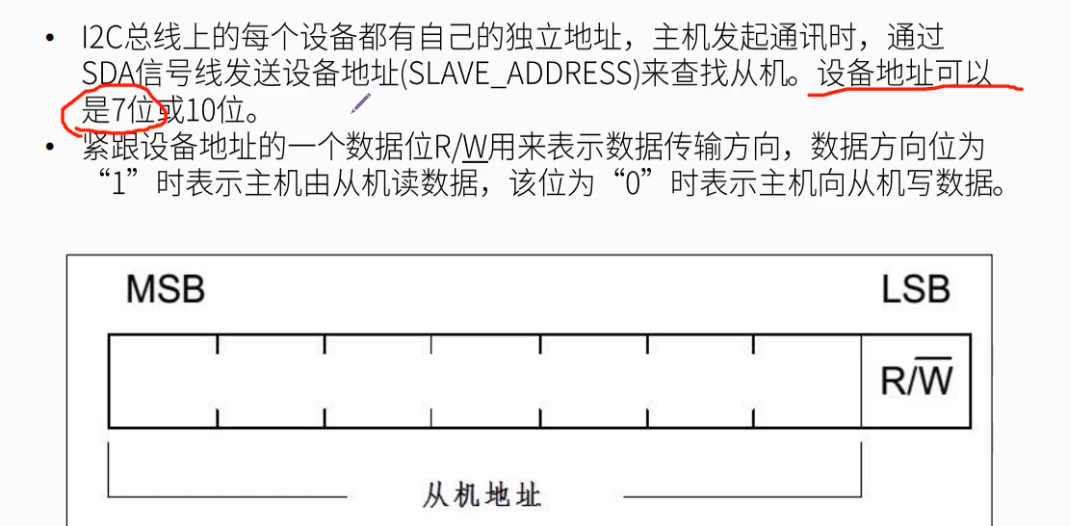 • I2C总线上的每个设备都有自己的独立地址，主机发起通讯时，通过
SDA信号线发送设备地址(SLAVE_ADDRESS)来查找从机。设备地址可以
是7位或10位。
• 紧跟设备地址的一个数据位R/W用来表示数据传输方向，数据方向位为
“1”时表示主机由从机读数据，该位为“0”时表示主机向从机写数据。
MSB LSB
R/W̅
从机地址